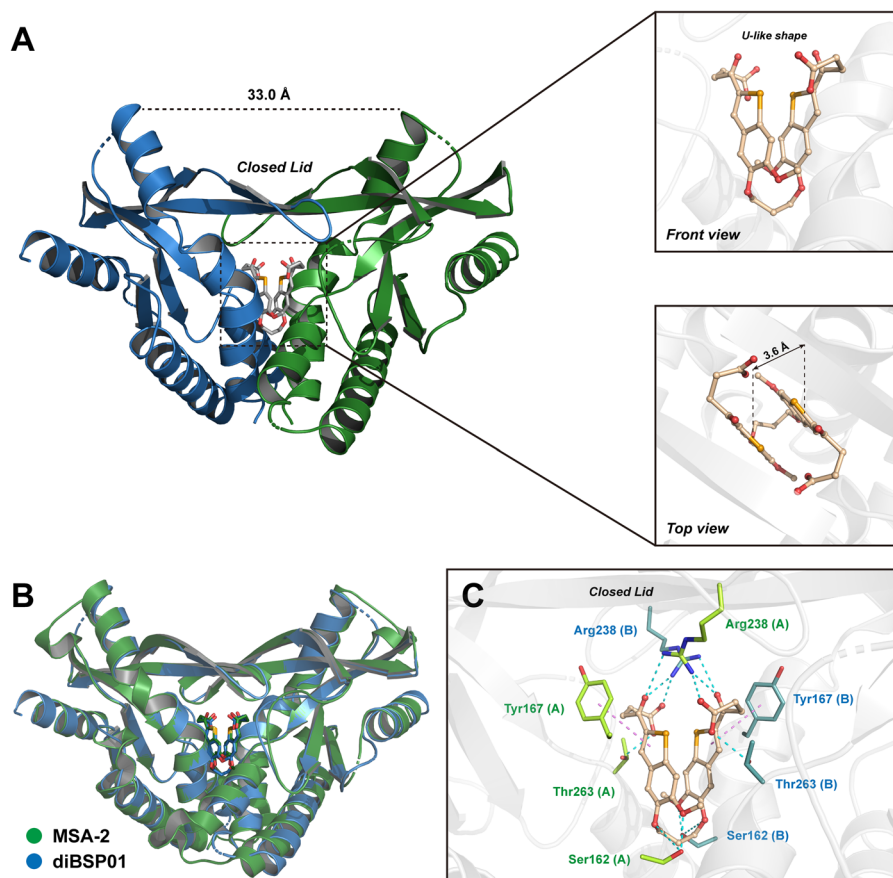 A
33.0 Å
Closed Lid
U-like shape
Front view
3.6 Å
Top view
B
MSA-2
diBSP01
C
Closed Lid
Arg238 (B)
Arg238 (A)
Tyr167 (A)
Tyr167 (B)
Thr263 (A)
Thr263 (B)
Ser162 (B)
Ser162 (A)